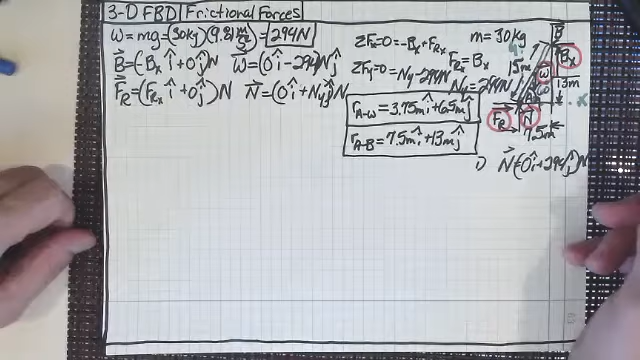 3-D FBD Frictional Forces
W = mg = (30kg)(9.81 m/s²) = 294N
B⃗ = (-Bx î + 0ĵ)N W⃗ = (0î - 294ĵ)N
F⃗R = (FRx î + 0ĵ)N N⃗ = (0î + Nyĵ)N
ΣFx = 0 = -Bx + FRx
FRx = Bx
ΣFy = 0 = Ny - 294N
Ny = 294N
rA-W = 3.75mî + 6.5mĵ
rA-B = 7.5mî + 13mĵ
m = 30kg
B
Bx
15m
W
13m
x
FR
N
7.5m
1) N⃗ = (0î + 294ĵ)N